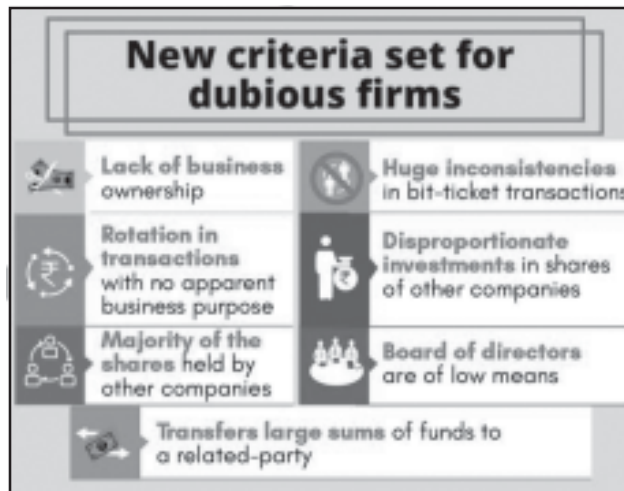 New criteria set for
dubious firms
Lack of business
ownership
Huge inconsistencies
in bit-ticket transactions
Rotation in
transactions
with no apparent
business purpose
Disproportionate
investments in shares
of other companies
Majority of the
shares held by
other companies
Board of directors
are of low means
Transfers large sums of funds to
a related-party